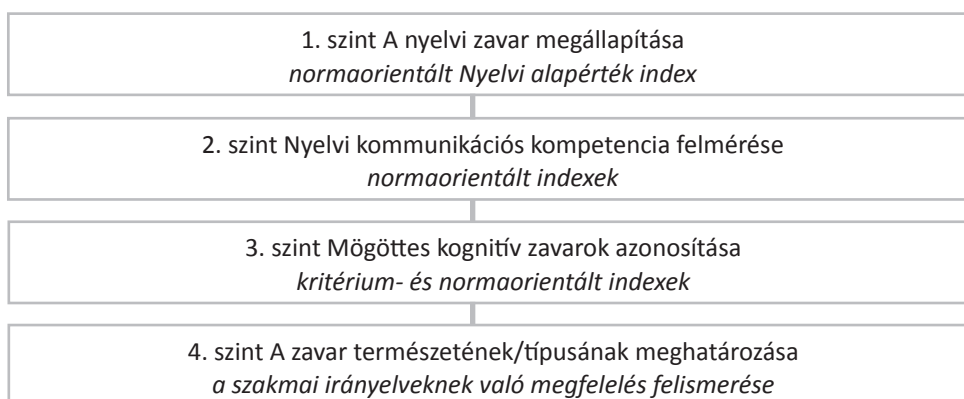 1. szint A nyelvi zavar megállapítása
normaorientált Nyelvi alapérték index
2. szint Nyelvi kommunikációs kompetencia felmérése
normaorientált indexek
3. szint Mögöttes kognitív zavarok azonosítása
kritérium- és normaorientált indexek
4. szint A zavar természetének/típusának meghatározása
a szakmai irányelveknek való megfelelés felismerése